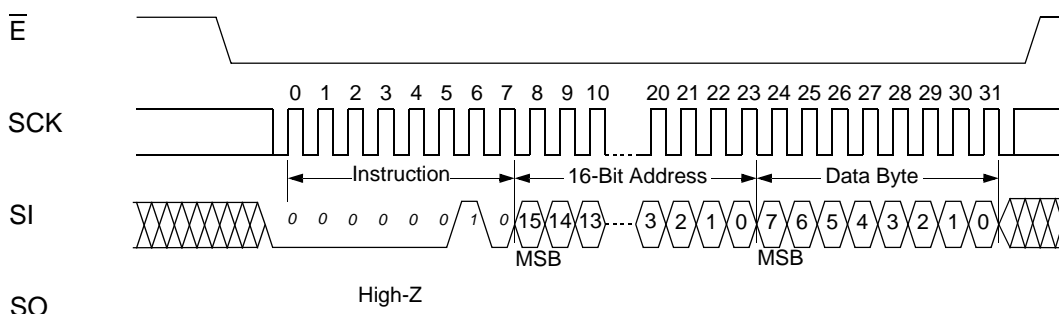 E̅
0 1 2 3 4 5 6 7 8 9 10 20 21 22 23 24 25 26 27 28 29 30 31
SCK
Instruction 16-Bit Address Data Byte
SI 0 0 0 0 0 0 1 0 15 14 13 3 2 1 0 7 6 5 4 3 2 1 0
MSB MSB
High-Z
SO